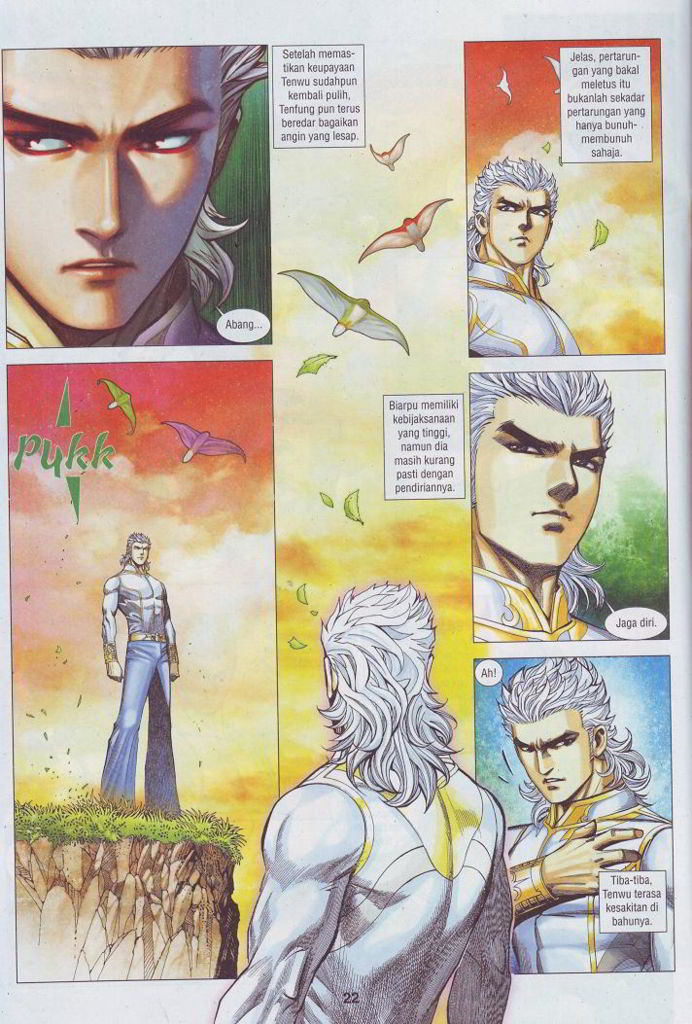 Setelah memas-
tikan keupayaan
Tenwu sudahpun
kembali pulih,
Tenfung pun terus
beredar bagaikan
angin yang lesap.
Abang...
Jelas, pertarun-
gan yang bakal
meletus itu
bukanlah sekadar
pertarungan yang
hanya bunuh-
membunuh
sahaja.
Pykk
Biarpu memiliki
kebijaksanaan
yang tinggi,
namun dia
masih kurang
pasti dengan
pendiriannya.
Jaga diri.
Ah!
Tiba-tiba,
Tenwu terasa
kesakitan di
bahunya.
22